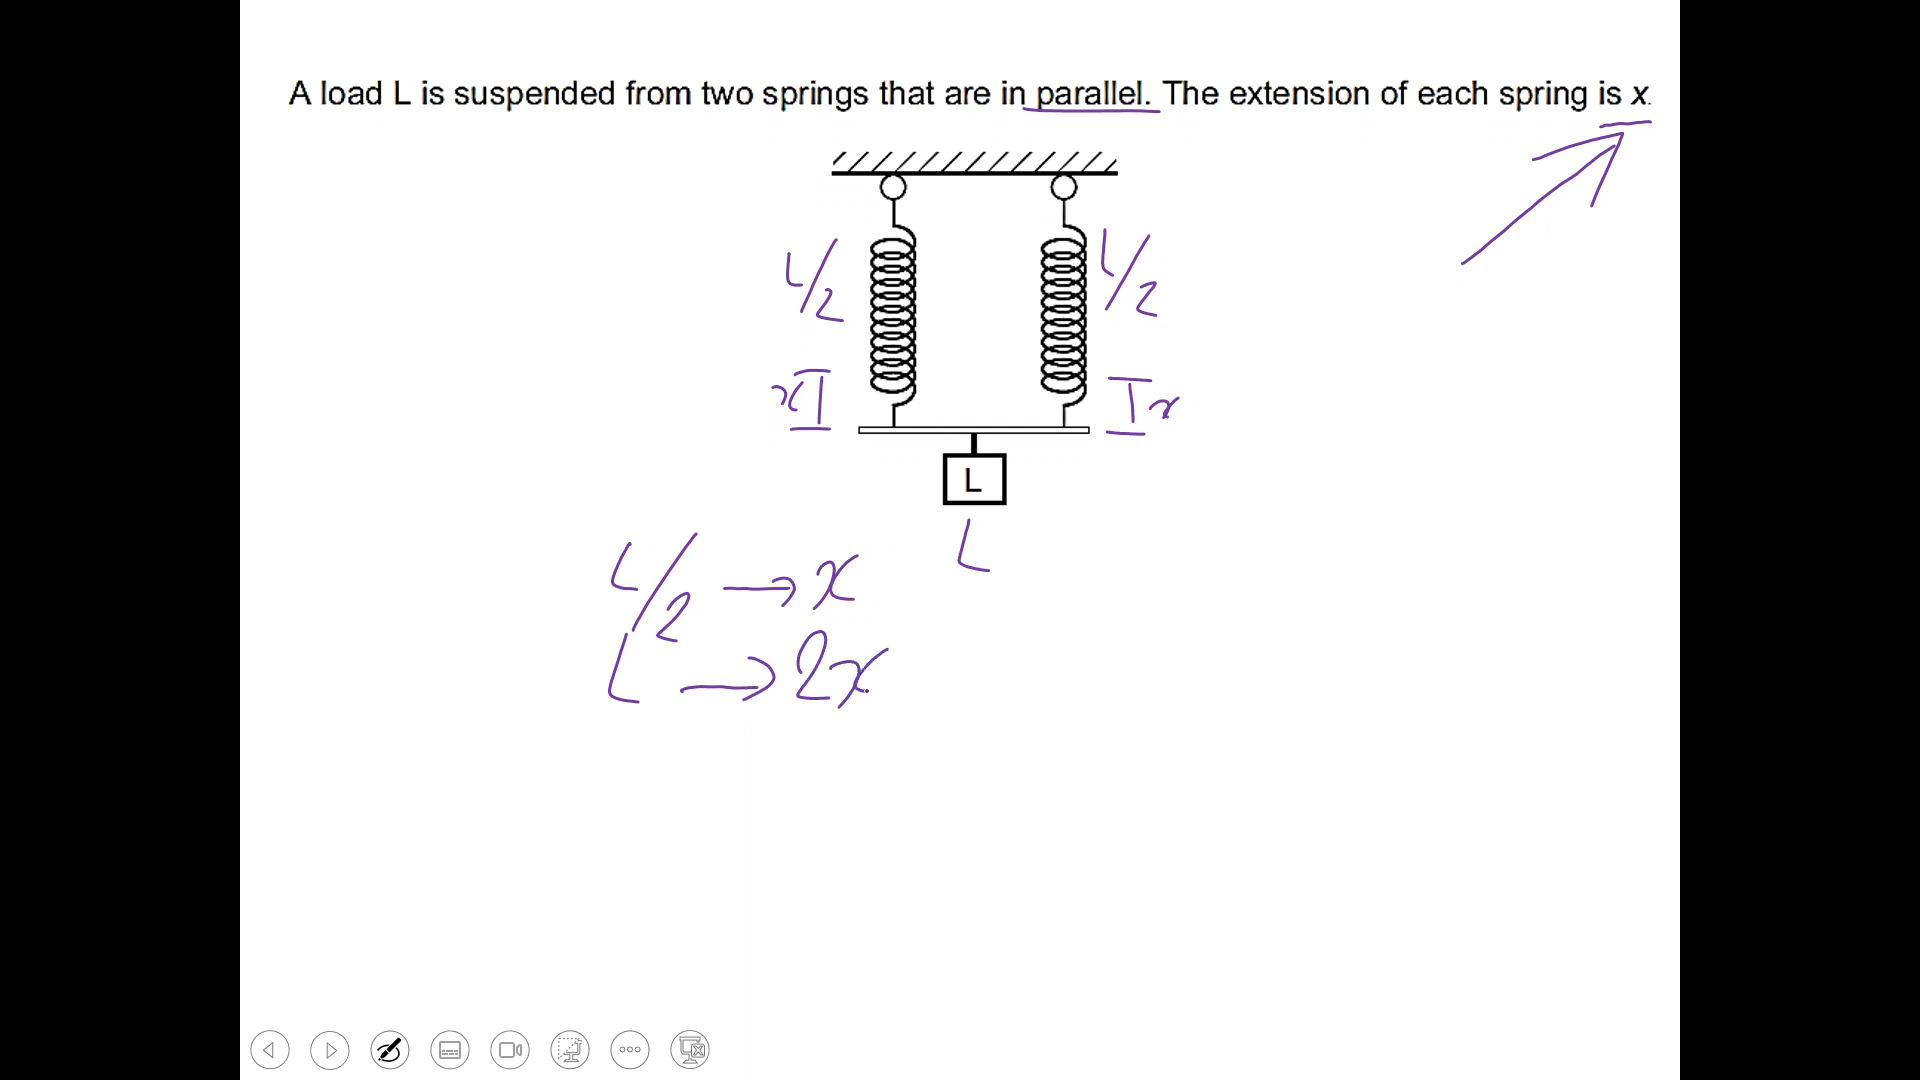 A load L is suspended from two springs that are in parallel. The extension of each spring is x.
L/2 L/2
x x
L
L
L/2 → x
L → 2x